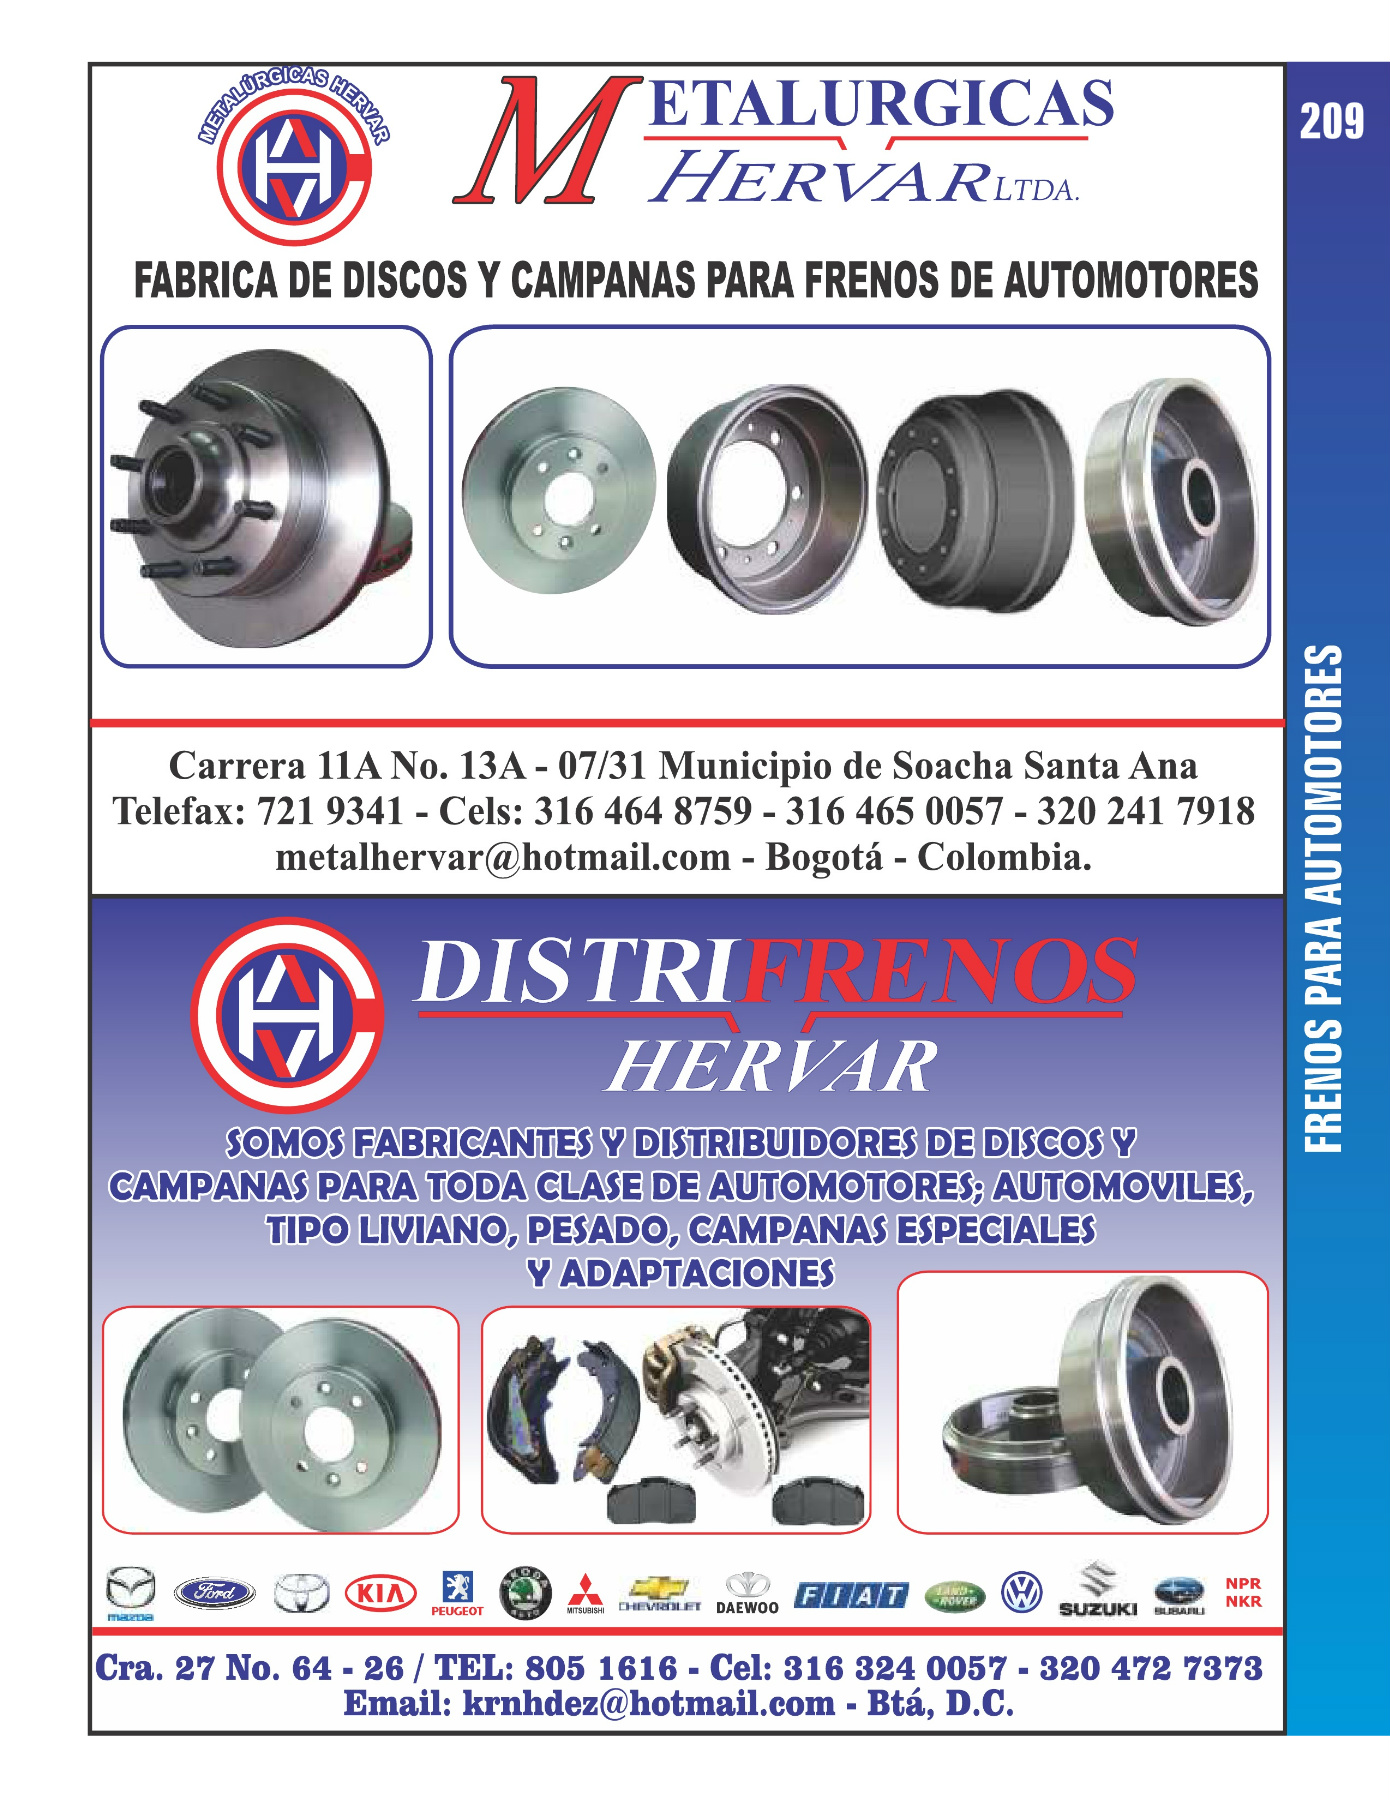 METALÚRGICAS HERVAR
METALURGICAS
HERVAR LTDA.
209
FABRICA DE DISCOS Y CAMPANAS PARA FRENOS DE AUTOMOTORES
Carrera 11A No. 13A - 07/31 Municipio de Soacha Santa Ana
Telefax: 721 9341 - Cels: 316 464 8759 - 316 465 0057 - 320 241 7918
metalhervar@hotmail.com - Bogotá - Colombia.
FRENOS PARA AUTOMOTORES
DISTRIFRENOS
HERVAR
SOMOS FABRICANTES Y DISTRIBUIDORES DE DISCOS Y
CAMPANAS PARA TODA CLASE DE AUTOMOTORES; AUTOMOVILES,
TIPO LIVIANO, PESADO, CAMPANAS ESPECIALES
Y ADAPTACIONES
mazda
Ford
KIA
PEUGEOT
SKODA
AUTO
MITSUBISHI
CHEVROLET
DAEWOO
FIAT
LAND-
ROVER
SUZUKI
SUBARU
NPR
NKR
Cra. 27 No. 64 - 26 / TEL: 805 1616 - Cel: 316 324 0057 - 320 472 7373
Email: krnhdez@hotmail.com - Btá, D.C.